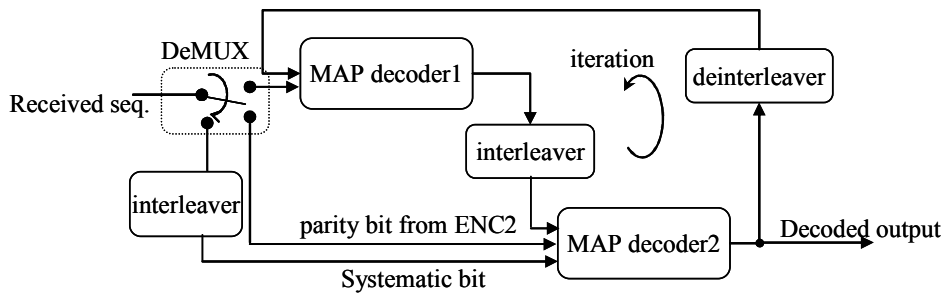 DeMUX
MAP decoder1
iteration
deinterleaver
Received seq.
interleaver
interleaver
parity bit from ENC2
MAP decoder2
Decoded output
Systematic bit